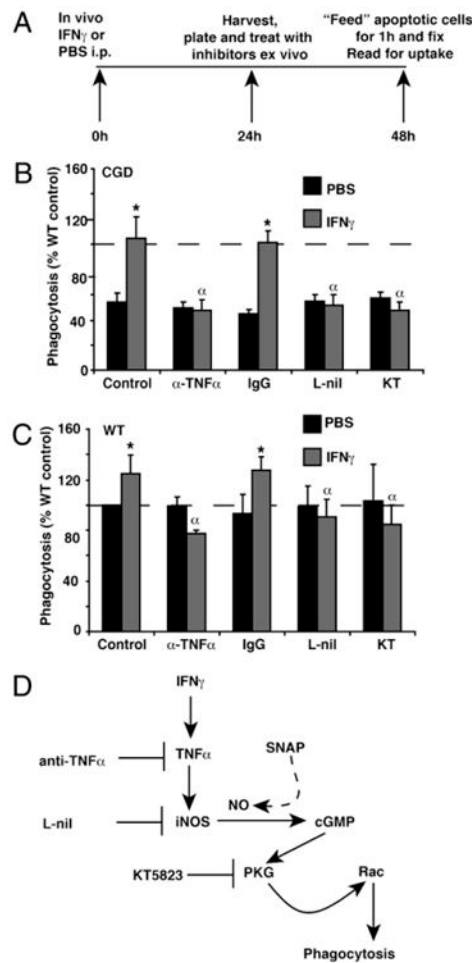 A
In vivo
IFNγ or
PBS i.p.
Harvest,
plate and treat with
inhibitors ex vivo
“Feed” apoptotic cells
for 1h and fix
Read for uptake
0h
24h
48h
B
CGD
Phagocytosis (% WT control)
160
120
80
40
0
PBS
IFNγ
*
α
*
α
α
Control
α-TNFα
IgG
L-nil
KT
C
WT
Phagocytosis (% WT control)
160
120
80
40
0
PBS
IFNγ
*
α
*
α
α
Control
α-TNFα
IgG
L-nil
KT
D
IFNγ
anti-TNFα
TNFα
SNAP
NO
L-nil
iNOS
cGMP
KT5823
PKG
Rac
Phagocytosis